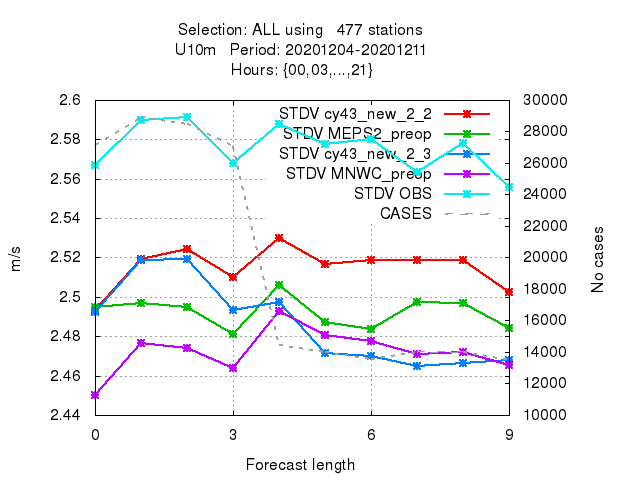 Selection: ALL using   477 stations
U10m   Period: 20201204-20201211
Hours: {00,03,...,21}
2.6
2.58
2.56
2.54
2.52
2.5
2.48
2.46
2.44
m/s
STDV cy43_new_2_2
STDV MEPS2_preop
STDV cy43_new_2_3
STDV MNWC_preop
STDV OBS
CASES
30000
28000
26000
24000
22000
20000
18000
16000
14000
12000
10000
No cases
0 3 6 9
Forecast length